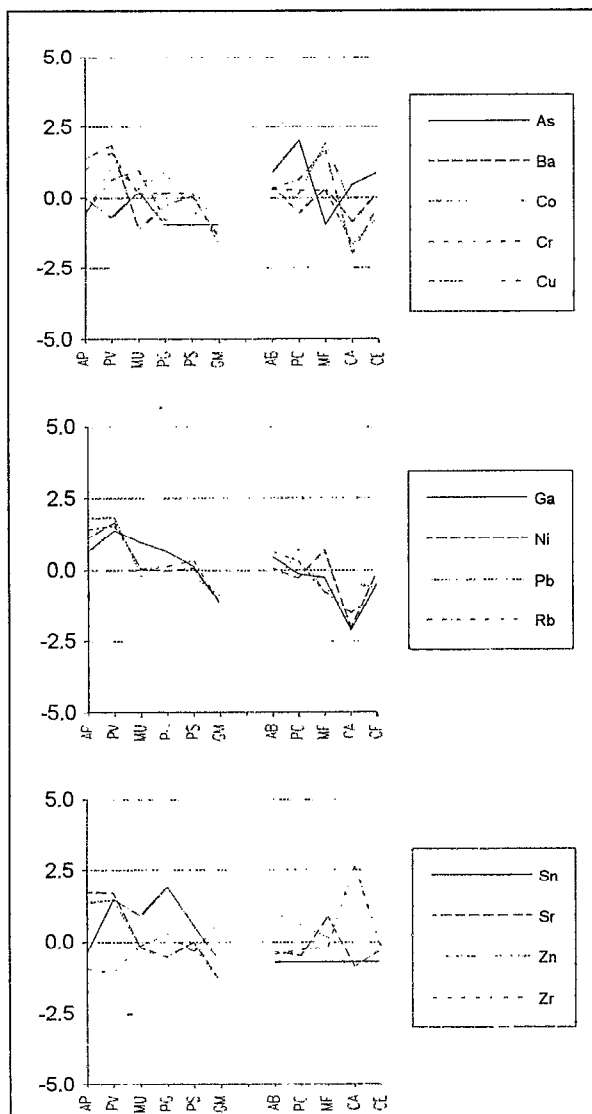 5.0
2.5
0.0
-2.5
-5.0
AP PV MU PG PS GM AB PC MF CA CE
As
Ba
Co
Cr
Cu
5.0
2.5
0.0
-2.5
-5.0
AP PV MU PS GM AB PC MF CA CE
Ga
Ni
Pb
Rb
5.0
2.5
0.0
-2.5
-5.0
AP PV MU PG PS GM AB PC MF CA CE
Sn
Sr
Zn
Zr